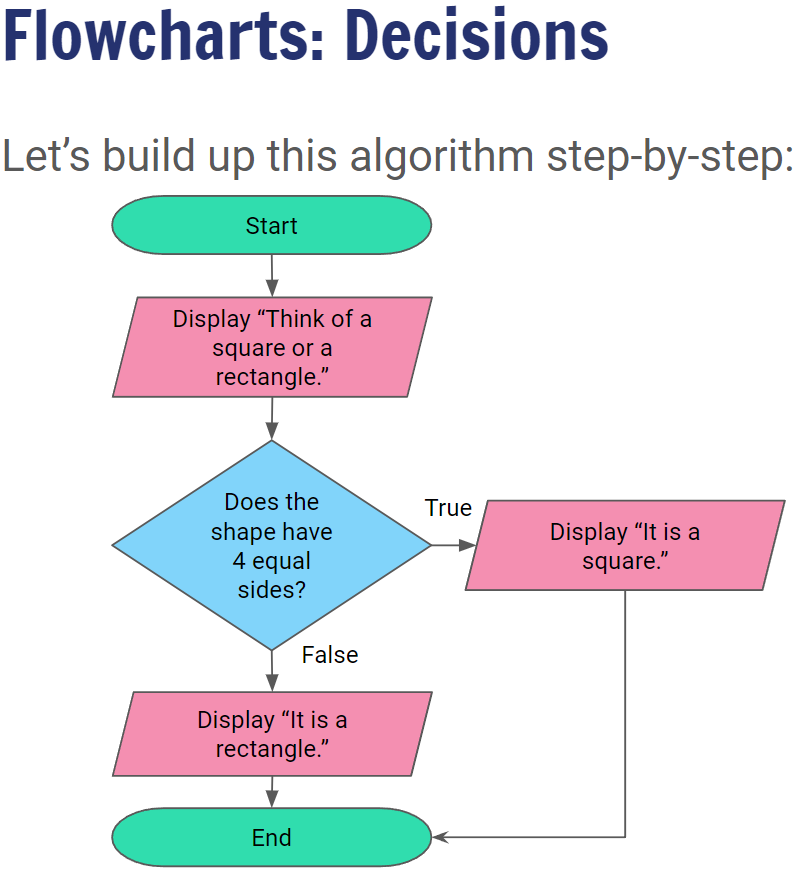 Flowcharts: Decisions
Let’s build up this algorithm step-by-step:
Start
Display “Think of a
square or a
rectangle.”
Does the
shape have
4 equal
sides?
True
Display “It is a
square.”
False
Display “It is a
rectangle.”
End